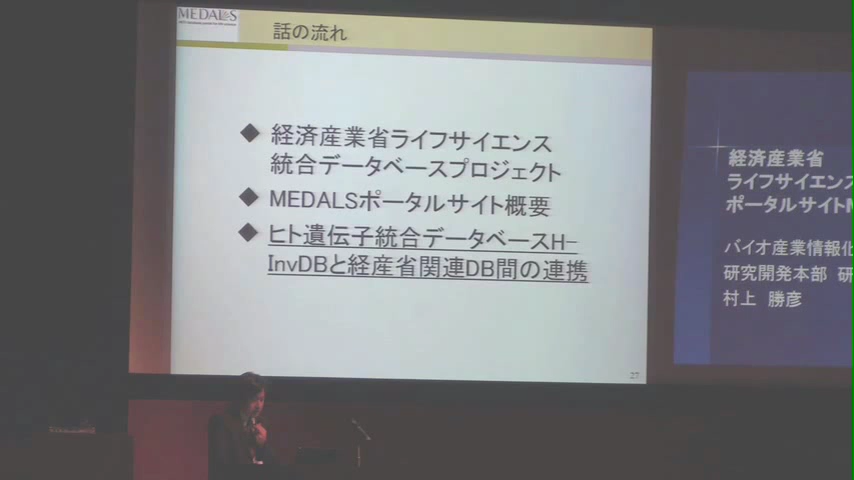 MEDALS
話の流れ
◆ 経済産業省ライフサイエンス
統合データベースプロジェクト
◆ MEDALSポータルサイト概要
◆ ヒト遺伝子統合データベースH-
InvDBと経産省関連DB間の連携
27
経済産業省
ライフサイエンス
ポータルサイトM
バイオ産業情報化
研究開発本部 研
村上 勝彦